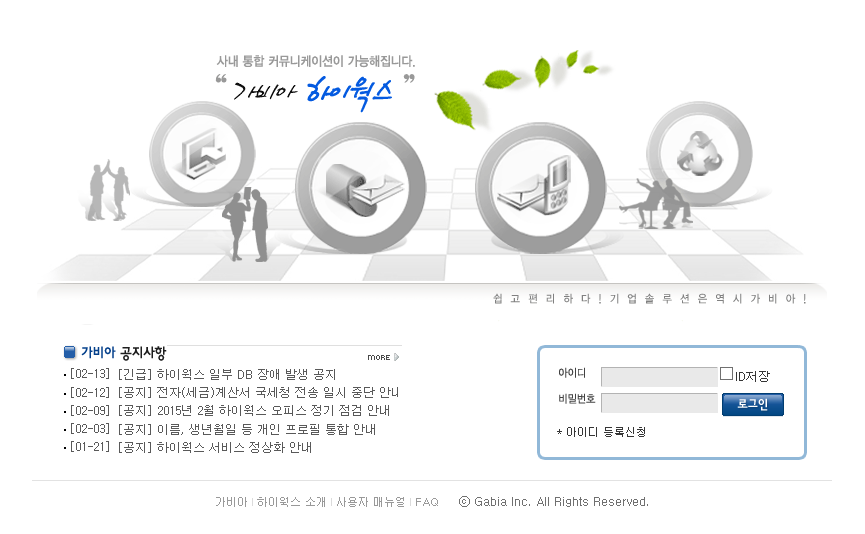 사내 통합 커뮤니케이션이 가능해집니다.
“ 가비아 하이웍스 ”
쉽고편리하다!기업솔루션은역시가비아!
가비아 공지사항
MORE
[02-13] [긴급] 하이웍스 일부 DB 장애 발생 공지
[02-12] [공지] 전자(세금)계산서 국세청 전송 일시 중단 안내
[02-09] [공지] 2015년 2월 하이웍스 오피스 정기 점검 안내
[02-03] [공지] 이름, 생년월일 등 개인 프로필 통합 안내
[01-21] [공지] 하이웍스 서비스 정상화 안내
아이디
ID저장
비밀번호
로그인
* 아이디 등록신청
가비아 | 하이웍스 소개 | 사용자 매뉴얼 | FAQ ⓒ Gabia Inc. All Rights Reserved.